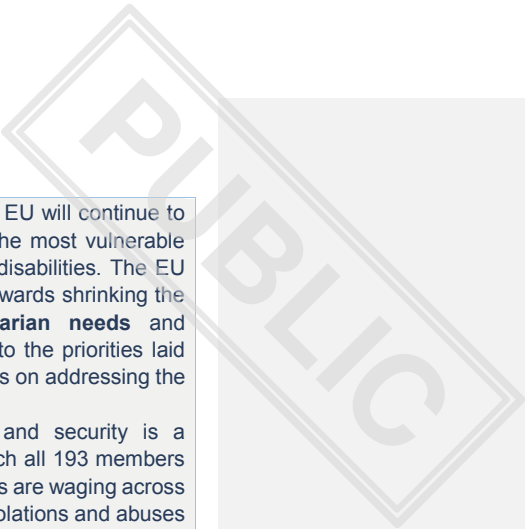 PUBLIC
EU will continue to
he most vulnerable
disabilities. The EU
wards shrinking the
arian needs and
to the priorities laid
s on addressing the
and security is a
ch all 193 members
s are waging across
olations and abuses